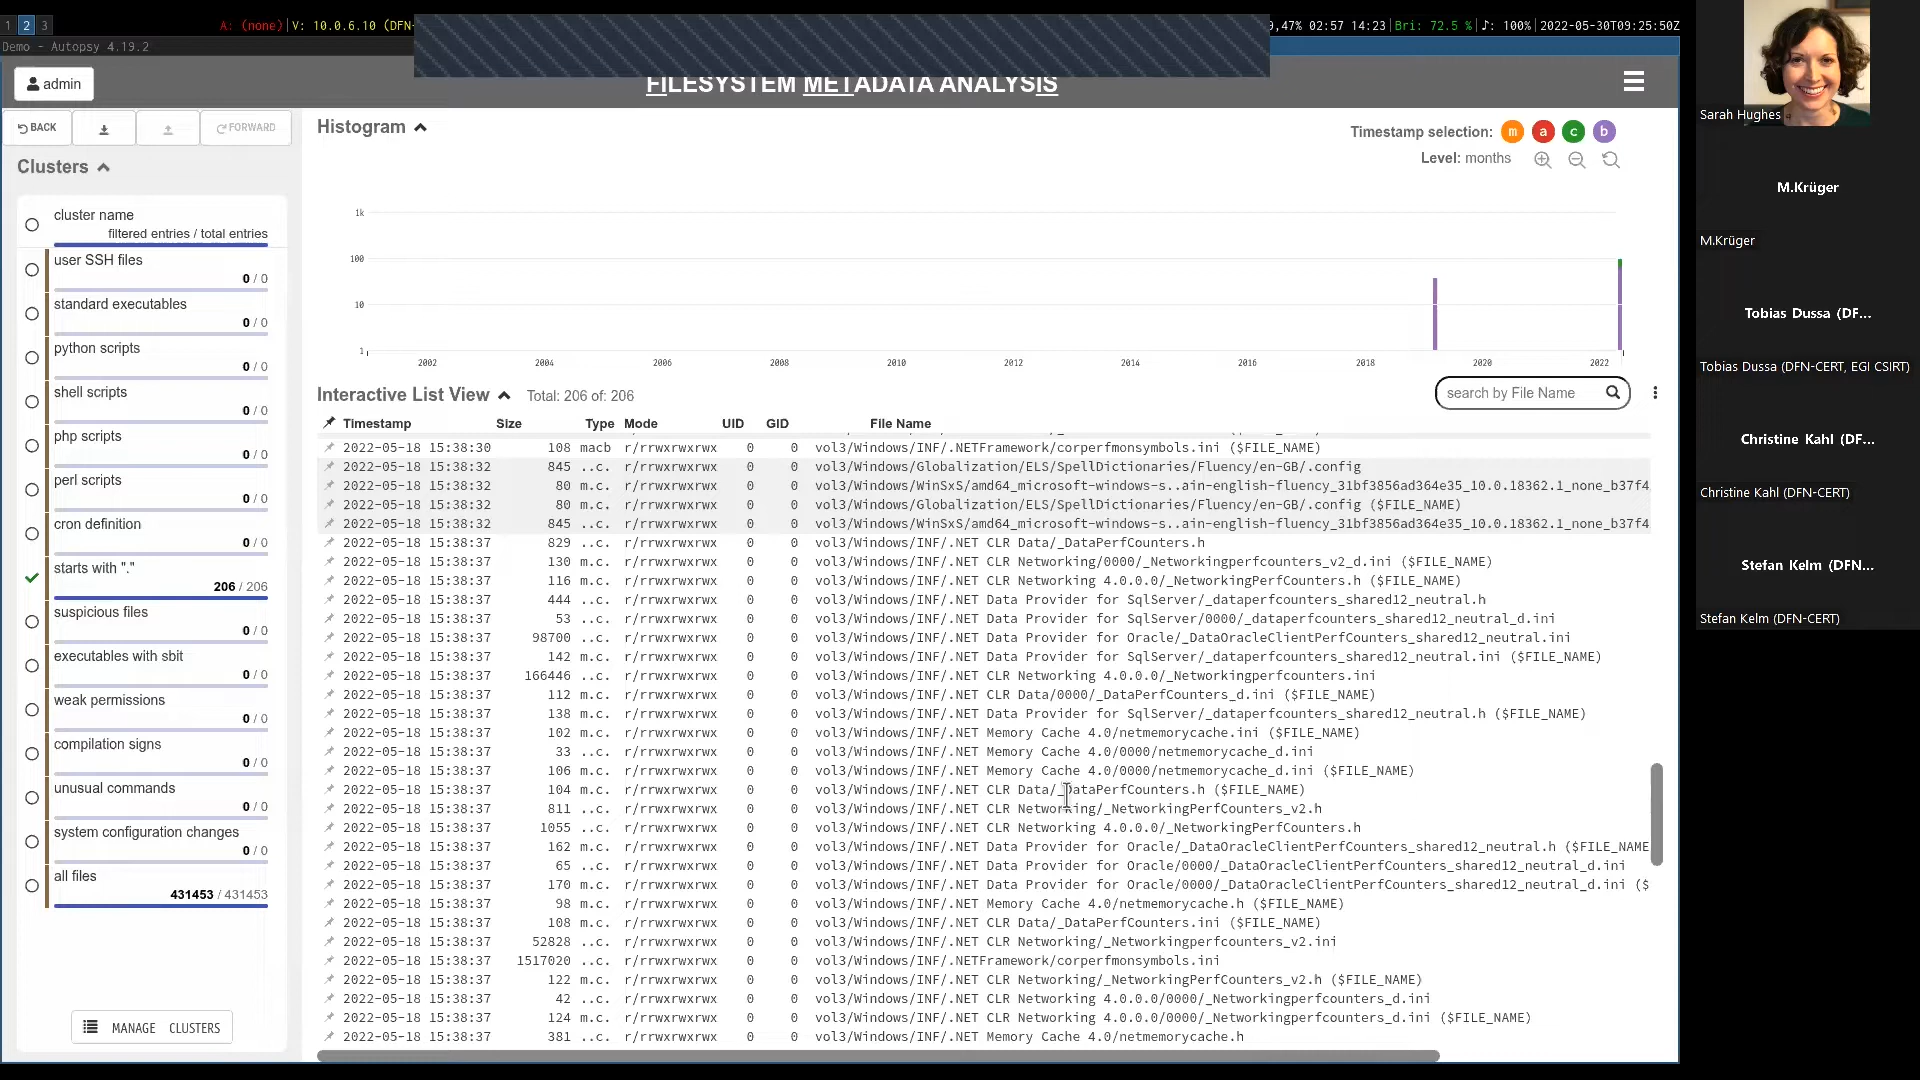 1 2 3 A: (none)|V: 10.0.6.10 (DFN- ,47% 02:57 14:23|Bri: 72.5 %|♪: 100%|2022-05-30T09:25:50Z
Demo - Autopsy 4.19.2
admin
FILESYSTEM METADATA ANALYSIS
BACK
FORWARD
Clusters
cluster name
filtered entries / total entries
user SSH files
0 / 0
standard executables
0 / 0
python scripts
0 / 0
shell scripts
0 / 0
php scripts
0 / 0
perl scripts
0 / 0
cron definition
0 / 0
starts with "."
206 / 206
suspicious files
0 / 0
executables with sbit
0 / 0
weak permissions
0 / 0
compilation signs
0 / 0
unusual commands
0 / 0
system configuration changes
0 / 0
all files
431453 / 431453
MANAGE CLUSTERS
Histogram
Timestamp selection: m a c b
Level: months
1k
100
10
1
2002 2004 2006 2008 2010 2012 2014 2016 2018 2020 2022
Interactive List View Total: 206 of: 206
search by File Name
Timestamp Size Type Mode UID GID File Name
2022-05-18 15:38:30 108 macb r/rrwxrwxrwx 0 0 vol3/Windows/INF/.NETFramework/corperfmonsymbols.ini ($FILE_NAME)
2022-05-18 15:38:32 845 ..c. r/rrwxrwxrwx 0 0 vol3/Windows/Globalization/ELS/SpellDictionaries/Fluency/en-GB/.config
2022-05-18 15:38:32 80 m.c. r/rrwxrwxrwx 0 0 vol3/Windows/WinSxS/amd64_microsoft-windows-s..ain-english-fluency_31bf3856ad364e35_10.0.18362.1_none_b37f4
2022-05-18 15:38:32 80 m.c. r/rrwxrwxrwx 0 0 vol3/Windows/Globalization/ELS/SpellDictionaries/Fluency/en-GB/.config ($FILE_NAME)
2022-05-18 15:38:32 845 ..c. r/rrwxrwxrwx 0 0 vol3/Windows/WinSxS/amd64_microsoft-windows-s..ain-english-fluency_31bf3856ad364e35_10.0.18362.1_none_b37f4
2022-05-18 15:38:37 829 ..c. r/rrwxrwxrwx 0 0 vol3/Windows/INF/.NET CLR Data/_DataPerfCounters.h
2022-05-18 15:38:37 130 m.c. r/rrwxrwxrwx 0 0 vol3/Windows/INF/.NET CLR Networking/0000/_Networkingperfcounters_v2_d.ini ($FILE_NAME)
2022-05-18 15:38:37 116 m.c. r/rrwxrwxrwx 0 0 vol3/Windows/INF/.NET CLR Networking 4.0.0.0/_NetworkingPerfCounters.h ($FILE_NAME)
2022-05-18 15:38:37 444 ..c. r/rrwxrwxrwx 0 0 vol3/Windows/INF/.NET Data Provider for SqlServer/_dataperfcounters_shared12_neutral.h
2022-05-18 15:38:37 53 ..c. r/rrwxrwxrwx 0 0 vol3/Windows/INF/.NET Data Provider for SqlServer/0000/_dataperfcounters_shared12_neutral_d.ini
2022-05-18 15:38:37 98700 ..c. r/rrwxrwxrwx 0 0 vol3/Windows/INF/.NET Data Provider for Oracle/_DataOracleClientPerfCounters_shared12_neutral.ini
2022-05-18 15:38:37 142 m.c. r/rrwxrwxrwx 0 0 vol3/Windows/INF/.NET Data Provider for SqlServer/_dataperfcounters_shared12_neutral.ini ($FILE_NAME)
2022-05-18 15:38:37 166446 ..c. r/rrwxrwxrwx 0 0 vol3/Windows/INF/.NET CLR Networking 4.0.0.0/_Networkingperfcounters.ini
2022-05-18 15:38:37 112 m.c. r/rrwxrwxrwx 0 0 vol3/Windows/INF/.NET CLR Data/0000/_DataPerfCounters_d.ini ($FILE_NAME)
2022-05-18 15:38:37 138 m.c. r/rrwxrwxrwx 0 0 vol3/Windows/INF/.NET Data Provider for SqlServer/_dataperfcounters_shared12_neutral.h ($FILE_NAME)
2022-05-18 15:38:37 102 m.c. r/rrwxrwxrwx 0 0 vol3/Windows/INF/.NET Memory Cache 4.0/netmemorycache.ini ($FILE_NAME)
2022-05-18 15:38:37 33 ..c. r/rrwxrwxrwx 0 0 vol3/Windows/INF/.NET Memory Cache 4.0/0000/netmemorycache_d.ini
2022-05-18 15:38:37 106 m.c. r/rrwxrwxrwx 0 0 vol3/Windows/INF/.NET Memory Cache 4.0/0000/netmemorycache_d.ini ($FILE_NAME)
2022-05-18 15:38:37 104 m.c. r/rrwxrwxrwx 0 0 vol3/Windows/INF/.NET CLR Data/_DataPerfCounters.h ($FILE_NAME)
2022-05-18 15:38:37 811 ..c. r/rrwxrwxrwx 0 0 vol3/Windows/INF/.NET CLR Networking/_NetworkingPerfCounters_v2.h
2022-05-18 15:38:37 1055 ..c. r/rrwxrwxrwx 0 0 vol3/Windows/INF/.NET CLR Networking 4.0.0.0/_NetworkingPerfCounters.h
2022-05-18 15:38:37 162 m.c. r/rrwxrwxrwx 0 0 vol3/Windows/INF/.NET Data Provider for Oracle/_DataOracleClientPerfCounters_shared12_neutral.h ($FILE_NAME
2022-05-18 15:38:37 65 ..c. r/rrwxrwxrwx 0 0 vol3/Windows/INF/.NET Data Provider for Oracle/0000/_DataOracleClientPerfCounters_shared12_neutral_d.ini
2022-05-18 15:38:37 170 m.c. r/rrwxrwxrwx 0 0 vol3/Windows/INF/.NET Data Provider for Oracle/0000/_DataOracleClientPerfCounters_shared12_neutral_d.ini ($
2022-05-18 15:38:37 98 m.c. r/rrwxrwxrwx 0 0 vol3/Windows/INF/.NET Memory Cache 4.0/netmemorycache.h ($FILE_NAME)
2022-05-18 15:38:37 108 m.c. r/rrwxrwxrwx 0 0 vol3/Windows/INF/.NET CLR Data/_DataPerfCounters.ini ($FILE_NAME)
2022-05-18 15:38:37 52828 ..c. r/rrwxrwxrwx 0 0 vol3/Windows/INF/.NET CLR Networking/_Networkingperfcounters_v2.ini
2022-05-18 15:38:37 1517020 ..c. r/rrwxrwxrwx 0 0 vol3/Windows/INF/.NETFramework/corperfmonsymbols.ini
2022-05-18 15:38:37 122 m.c. r/rrwxrwxrwx 0 0 vol3/Windows/INF/.NET CLR Networking/_NetworkingPerfCounters_v2.h ($FILE_NAME)
2022-05-18 15:38:37 42 ..c. r/rrwxrwxrwx 0 0 vol3/Windows/INF/.NET CLR Networking 4.0.0.0/0000/_Networkingperfcounters_d.ini
2022-05-18 15:38:37 124 m.c. r/rrwxrwxrwx 0 0 vol3/Windows/INF/.NET CLR Networking 4.0.0.0/0000/_Networkingperfcounters_d.ini ($FILE_NAME)
2022-05-18 15:38:37 381 ..c. r/rrwxrwxrwx 0 0 vol3/Windows/INF/.NET Memory Cache 4.0/netmemorycache.h
Sarah Hughes
M.Krüger
M.Krüger
Tobias Dussa (DF...
Tobias Dussa (DFN-CERT, EGI CSIRT)
Christine Kahl (DF...
Christine Kahl (DFN-CERT)
Stefan Kelm (DFN...
Stefan Kelm (DFN-CERT)